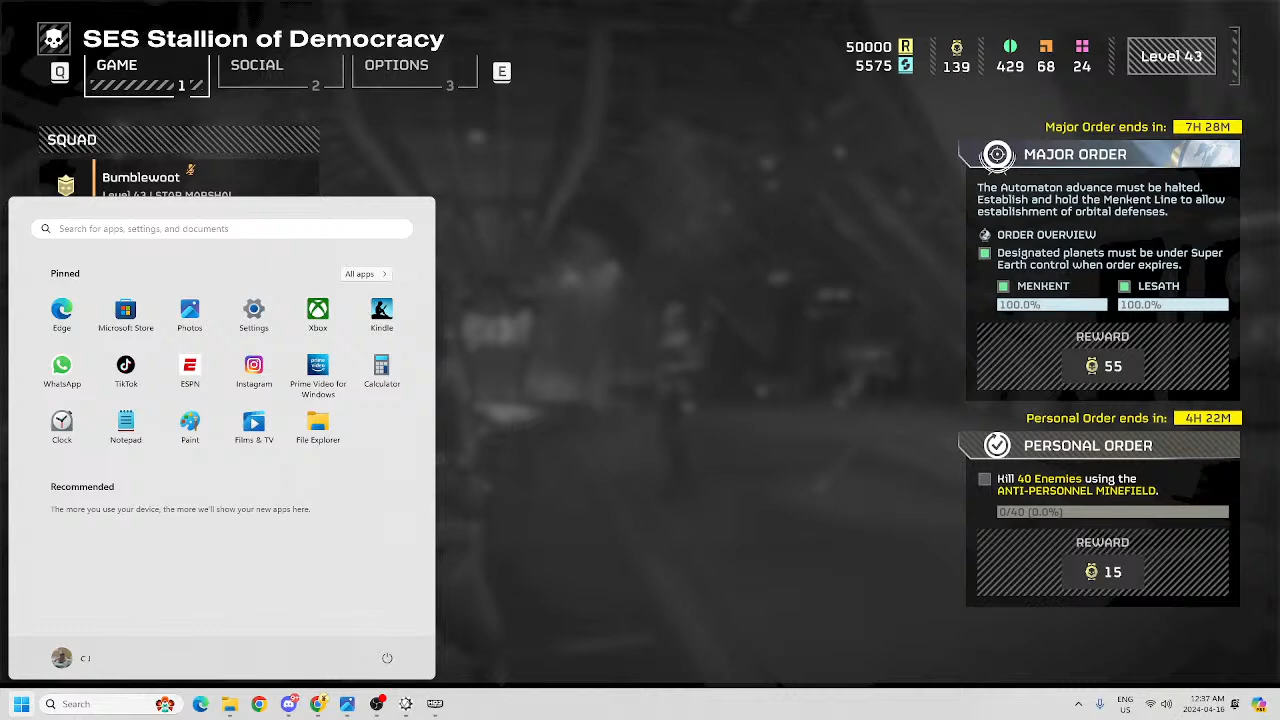 SES Stallion of Democracy
50000 R
5575
139
429
68
24
Level 43
Q
GAME
1
SOCIAL
2
OPTIONS
3
E
SQUAD
Bumblewoot
Level 43 | STAR MARSHAL
Major Order ends in: 7H 28M
MAJOR ORDER
The Automaton advance must be halted.
Establish and hold the Menkent Line to allow
establishment of orbital defenses.
ORDER OVERVIEW
Designated planets must be under Super
Earth control when order expires.
MENKENT
LESATH
100.0%
100.0%
REWARD
55
Personal Order ends in: 4H 22M
PERSONAL ORDER
Kill 40 Enemies using the
ANTI-PERSONNEL MINEFIELD.
0/40 (0.0%)
REWARD
15
Search for apps, settings, and documents
Pinned
All apps
Edge
Microsoft Store
Photos
Settings
Xbox
Kindle
WhatsApp
TikTok
ESPN
Instagram
Prime Video for
Windows
Calculator
Clock
Notepad
Paint
Films & TV
File Explorer
Recommended
The more you use your device, the more we'll show your new apps here.
C J
Search
ENG
US
12:37 AM
2024-04-16